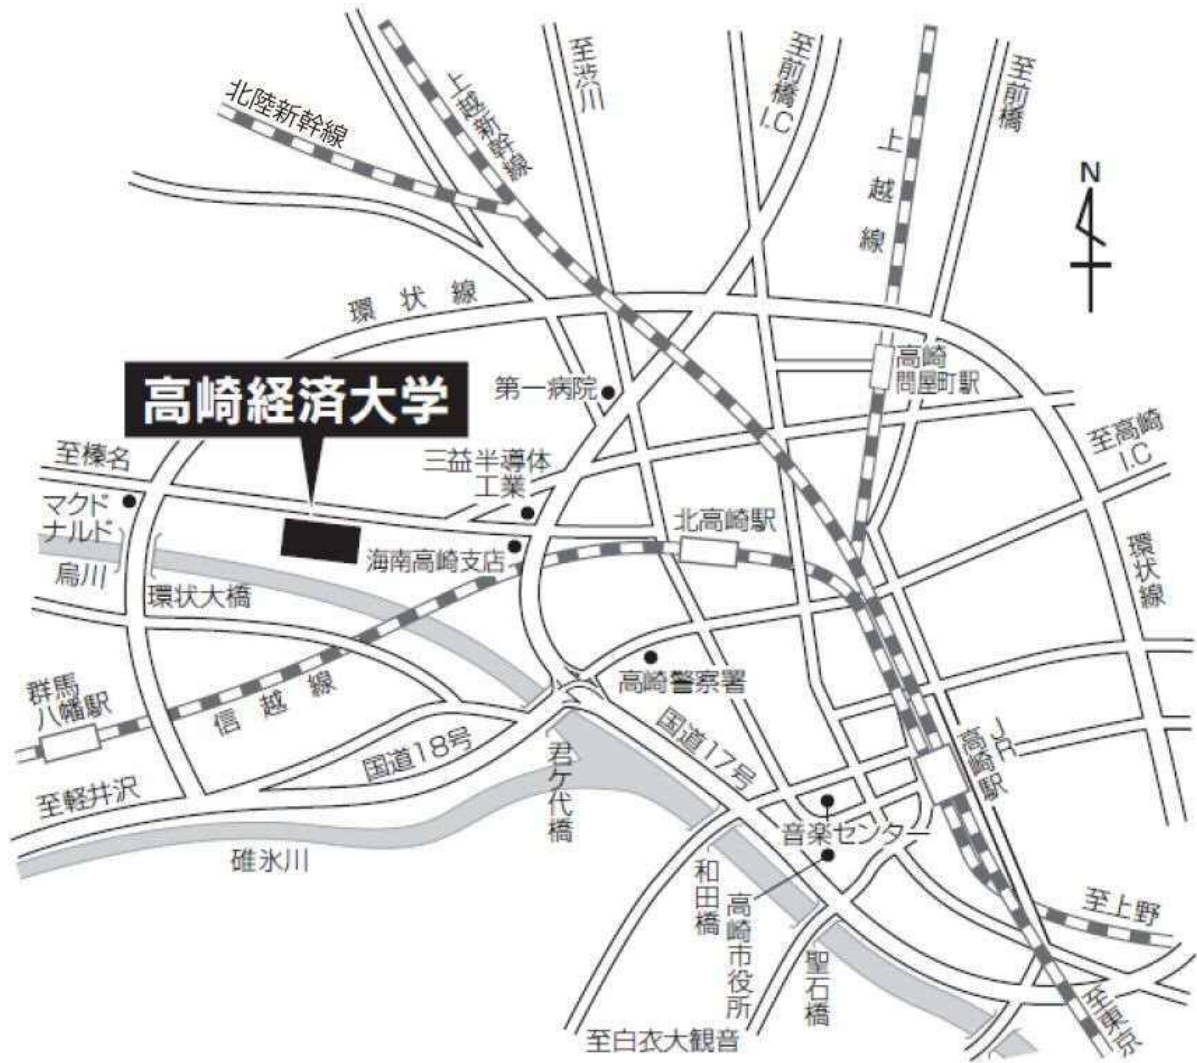 北陸新幹線
上越新幹線
至渋川
至前橋
I.C
上越線
至前橋
N
環状線
高崎
問屋町駅
第一病院
高崎経済大学
至榛名
三益半導体
工業
至高崎
I.C
マクド
ナルド
北高崎駅
海南高崎支店
烏川
環状大橋
環状線
群馬
八幡駅
信越線
高崎警察署
国道17号
国道18号
君ケ代橋
JR
高崎駅
至軽井沢
碓氷川
音楽センター
和田橋
高崎市役所
聖石橋
至上野
至白衣大観音
至東京